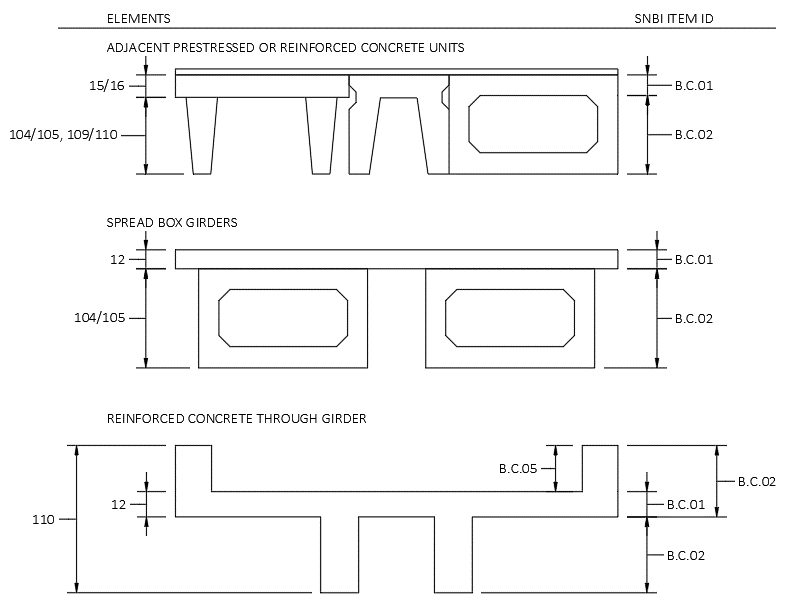 ELEMENTS SNBI ITEM ID
ADJACENT PRESTRESSED OR REINFORCED CONCRETE UNITS
15/16 B.C.01
104/105, 109/110 B.C.02
SPREAD BOX GIRDERS
12 B.C.01
104/105 B.C.02
REINFORCED CONCRETE THROUGH GIRDER
B.C.05
B.C.02
12 B.C.01
110
B.C.02